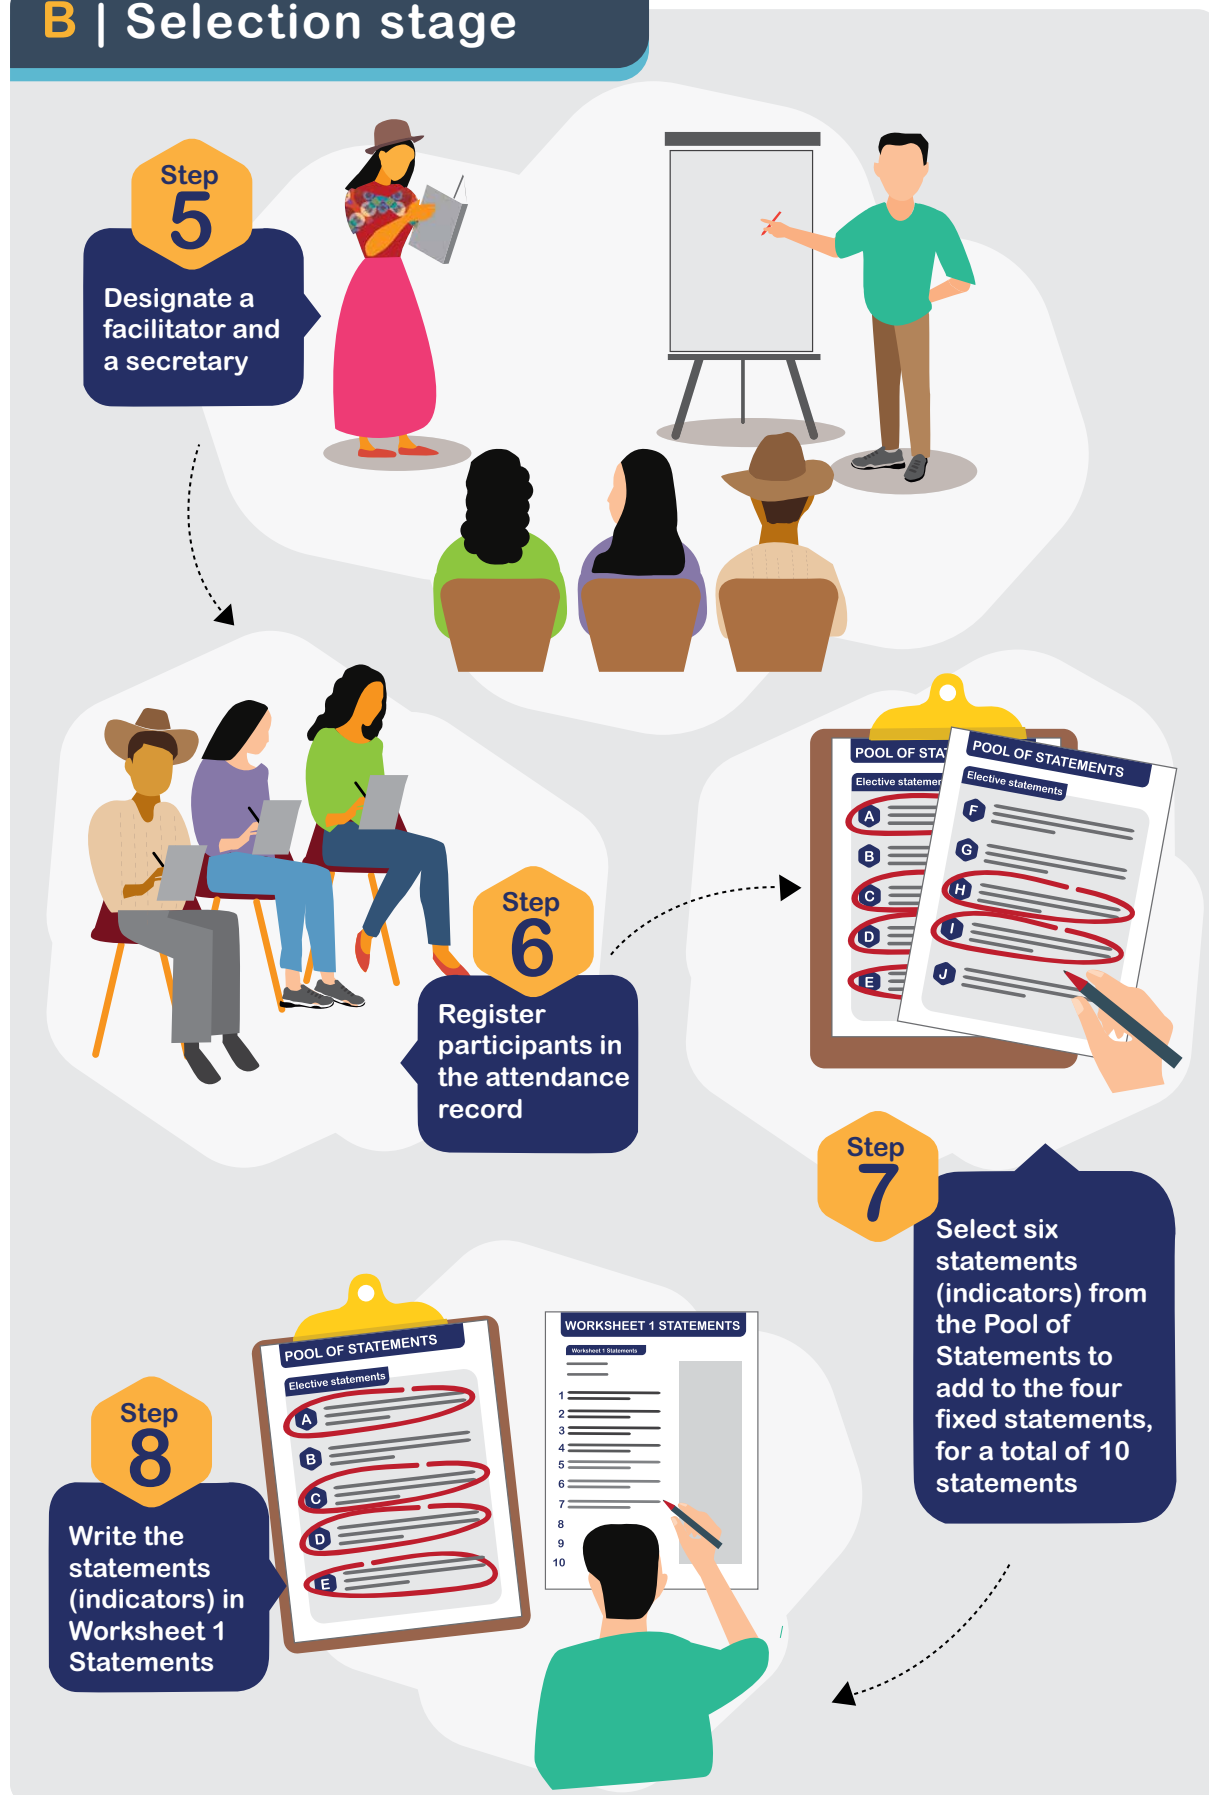 B | Selection stage
Step
5
Designate a
facilitator and
a secretary
Step
6
Register
participants in
the attendance
record
POOL OF STAT
Elective statemen
A
B
C
D
E
POOL OF STATEMENTS
Elective statements
F
G
H
I
J
Step
7
Select six
statements
(indicators) from
the Pool of
Statements to
add to the four
fixed statements,
for a total of 10
statements
Step
8
Write the
statements
(indicators) in
Worksheet 1
Statements
POOL OF STATEMENTS
Elective statements
A
B
C
D
E
WORKSHEET 1 STATEMENTS
Worksheet 1 Statements
1
2
3
4
5
6
7
8
9
10